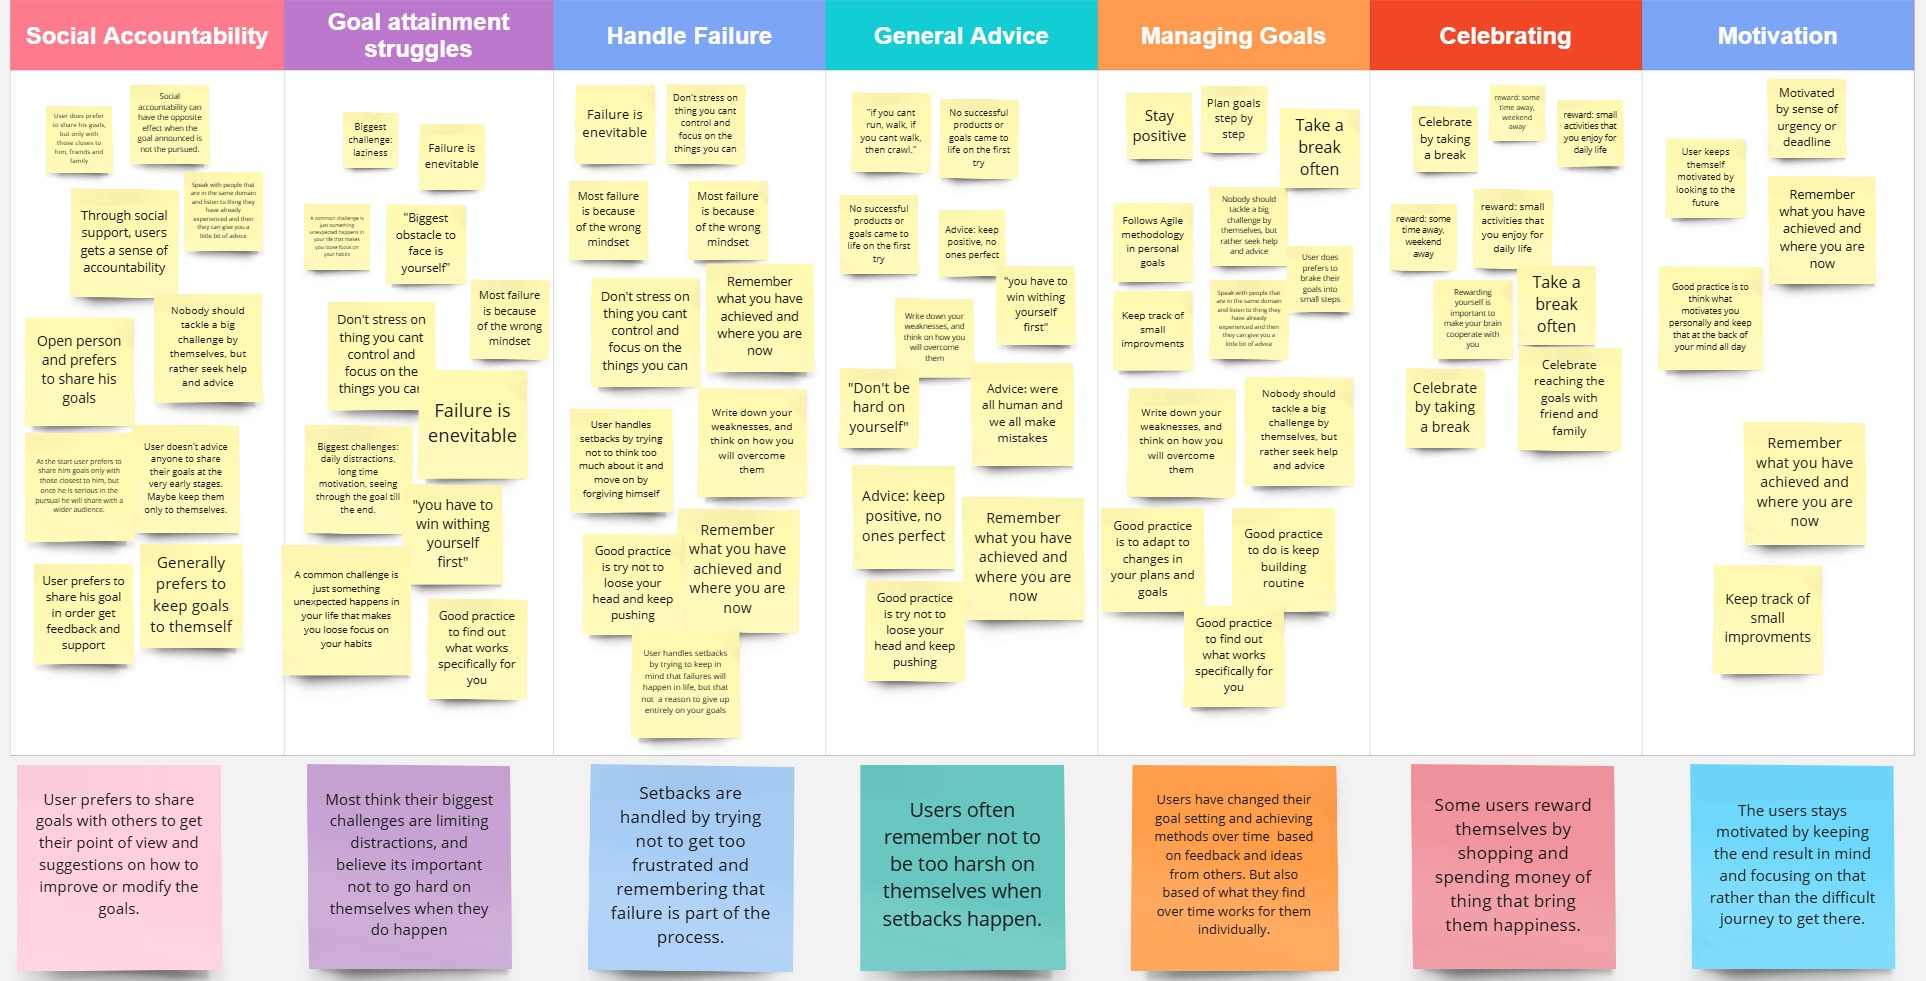 Social Accountability
Goal attainment
struggles
Handle Failure
General Advice
Managing Goals
Celebrating
Motivation
User does prefer
to share his goals,
but only with
those closes to
him, friends and
family
Social
accountability can
have the opposite
effect when the
goal announced is
not the pursued.
Through social
support, users
gets a sense of
accountability
Speak with people that
are in the same domain
and listen to thing they
have already
experienced and then
they can give you a
little bit of advice
Open person
and prefers
to share his
goals
Nobody should
tackle a big
challenge by
themselves, but
rather seek help
and advice
At the start user prefers to
share him goals only with
those closest to him, but
once he is serious in the
pursual he will share with a
wider audience.
User doesn't advice
anyone to share
their goals at the
very early stages.
Maybe keep them
only to themselves.
User prefers to
share his goal
in order get
feedback and
support
Generally
prefers to
keep goals
to themself
Biggest
challenge:
laziness
Failure is
enevitable
A common challenge is
just something
unexpected happens in
your life that makes
you loose focus on
your habits
"Biggest
obstacle to
face is
yourself"
Most failure
is because
of the wrong
mindset
Don't stress on
thing you cant
control and
focus on the
things you can
Failure is
enevitable
Biggest challenges:
daily distractions,
long time
motivation, seeing
through the goal till
the end.
"you have to
win withing
yourself
first"
A common challenge is
just something
unexpected happens in
your life that makes
you loose focus on
your habits
Good practice
to find out
what works
specifically for
you
Failure is
enevitable
Don't stress on
thing you cant
control and
focus on the
things you can
Most failure
is because
of the wrong
mindset
Most failure
is because
of the wrong
mindset
Don't stress on
thing you cant
control and
focus on the
things you can
Remember
what you have
achieved and
where you are
now
User handles
setbacks by trying
not to think too
much about it and
move on by
forgiving himself
Write down your
weaknesses, and
think on how you
will overcome
them
Good practice
is try not to
loose your
head and keep
pushing
Remember
what you have
achieved and
where you are
now
User handles setbacks
by trying to keep in
mind that failures will
happen in life, but that
not a reason to give up
entirely on your goals
"if you cant
run, walk, if
you cant walk,
then crawl."
No successful
products or
goals came to
life on the first
try
No successful
products or
goals came to
life on the first
try
Advice: keep
positive, no
ones perfect
"you have to
win withing
yourself
first"
Write down your
weaknesses, and
think on how you
will overcome
them
"Don't be
hard on
yourself"
Advice: were
all human and
we all make
mistakes
Advice: keep
positive, no
ones perfect
Remember
what you have
achieved and
where you are
now
Good practice
is try not to
loose your
head and keep
pushing
Stay
positive
Plan goals
step by
step
Take a
break
often
Follows Agile
methodology
in personal
goals
Nobody should
tackle a big
challenge by
themselves, but
rather seek help
and advice
User does
prefers to
brake their
goals into
small steps
Keep track of
small
improvments
Speak with people that
are in the same domain
and listen to thing they
have already
experienced and then
they can give you a
little bit of advice
Write down your
weaknesses, and
think on how you
will overcome
them
Nobody should
tackle a big
challenge by
themselves, but
rather seek help
and advice
Good practice
is to adapt to
changes in
your plans and
goals
Good practice
to do is keep
building
routine
Good practice
to find out
what works
specifically for
you
Celebrate
by taking
a break
reward: some
time away,
weekend
away
reward: small
activities that
you enjoy for
daily life
reward: some
time away,
weekend
away
reward: small
activities that
you enjoy for
daily life
Rewarding
yourself is
important to
make your brain
cooperate with
you
Take a
break
often
Celebrate
by taking
a break
Celebrate
reaching the
goals with
friend and
family
Motivated
by sense of
urgency or
deadline
User keeps
themself
motivated by
looking to the
future
Remember
what you have
achieved and
where you are
now
Good practice is to
think what
motivates you
personally and keep
that at the back of
your mind all day
Remember
what you have
achieved and
where you are
now
Keep track of
small
improvments
User prefers to share
goals with others to get
their point of view and
suggestions on how to
improve or modify the
goals.
Most think their biggest
challenges are limiting
distractions, and
believe its important
not to go hard on
themselves when they
do happen
Setbacks are
handled by trying
not to get too
frustrated and
remembering that
failure is part of the
process.
Users often
remember not to
be too harsh on
themselves when
setbacks happen.
Users have changed their
goal setting and achieving
methods over time based
on feedback and ideas
from others. But also
based of what they find
over time works for them
individually.
Some users reward
themselves by
shopping and
spending money of
thing that bring
them happiness.
The users stays
motivated by keeping
the end result in mind
and focusing on that
rather than the difficult
journey to get there.